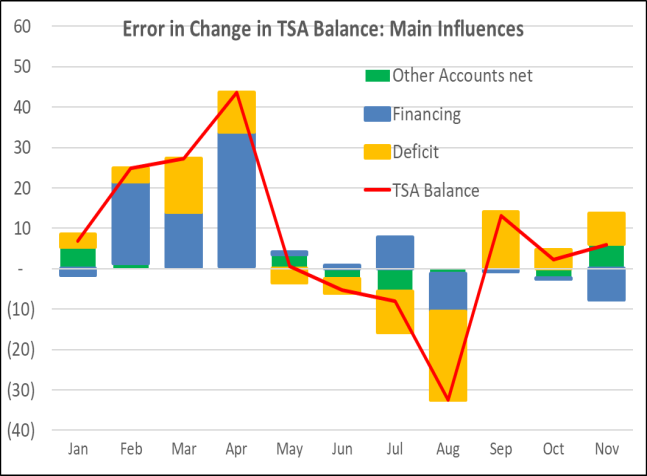 Error in Change in TSA Balance: Main Influences
60
50
40
30
20
10
-
(10)
(20)
(30)
(40)
Other Accounts net
Financing
Deficit
TSA Balance
Jan Feb Mar Apr May Jun Jul Aug Sep Oct Nov